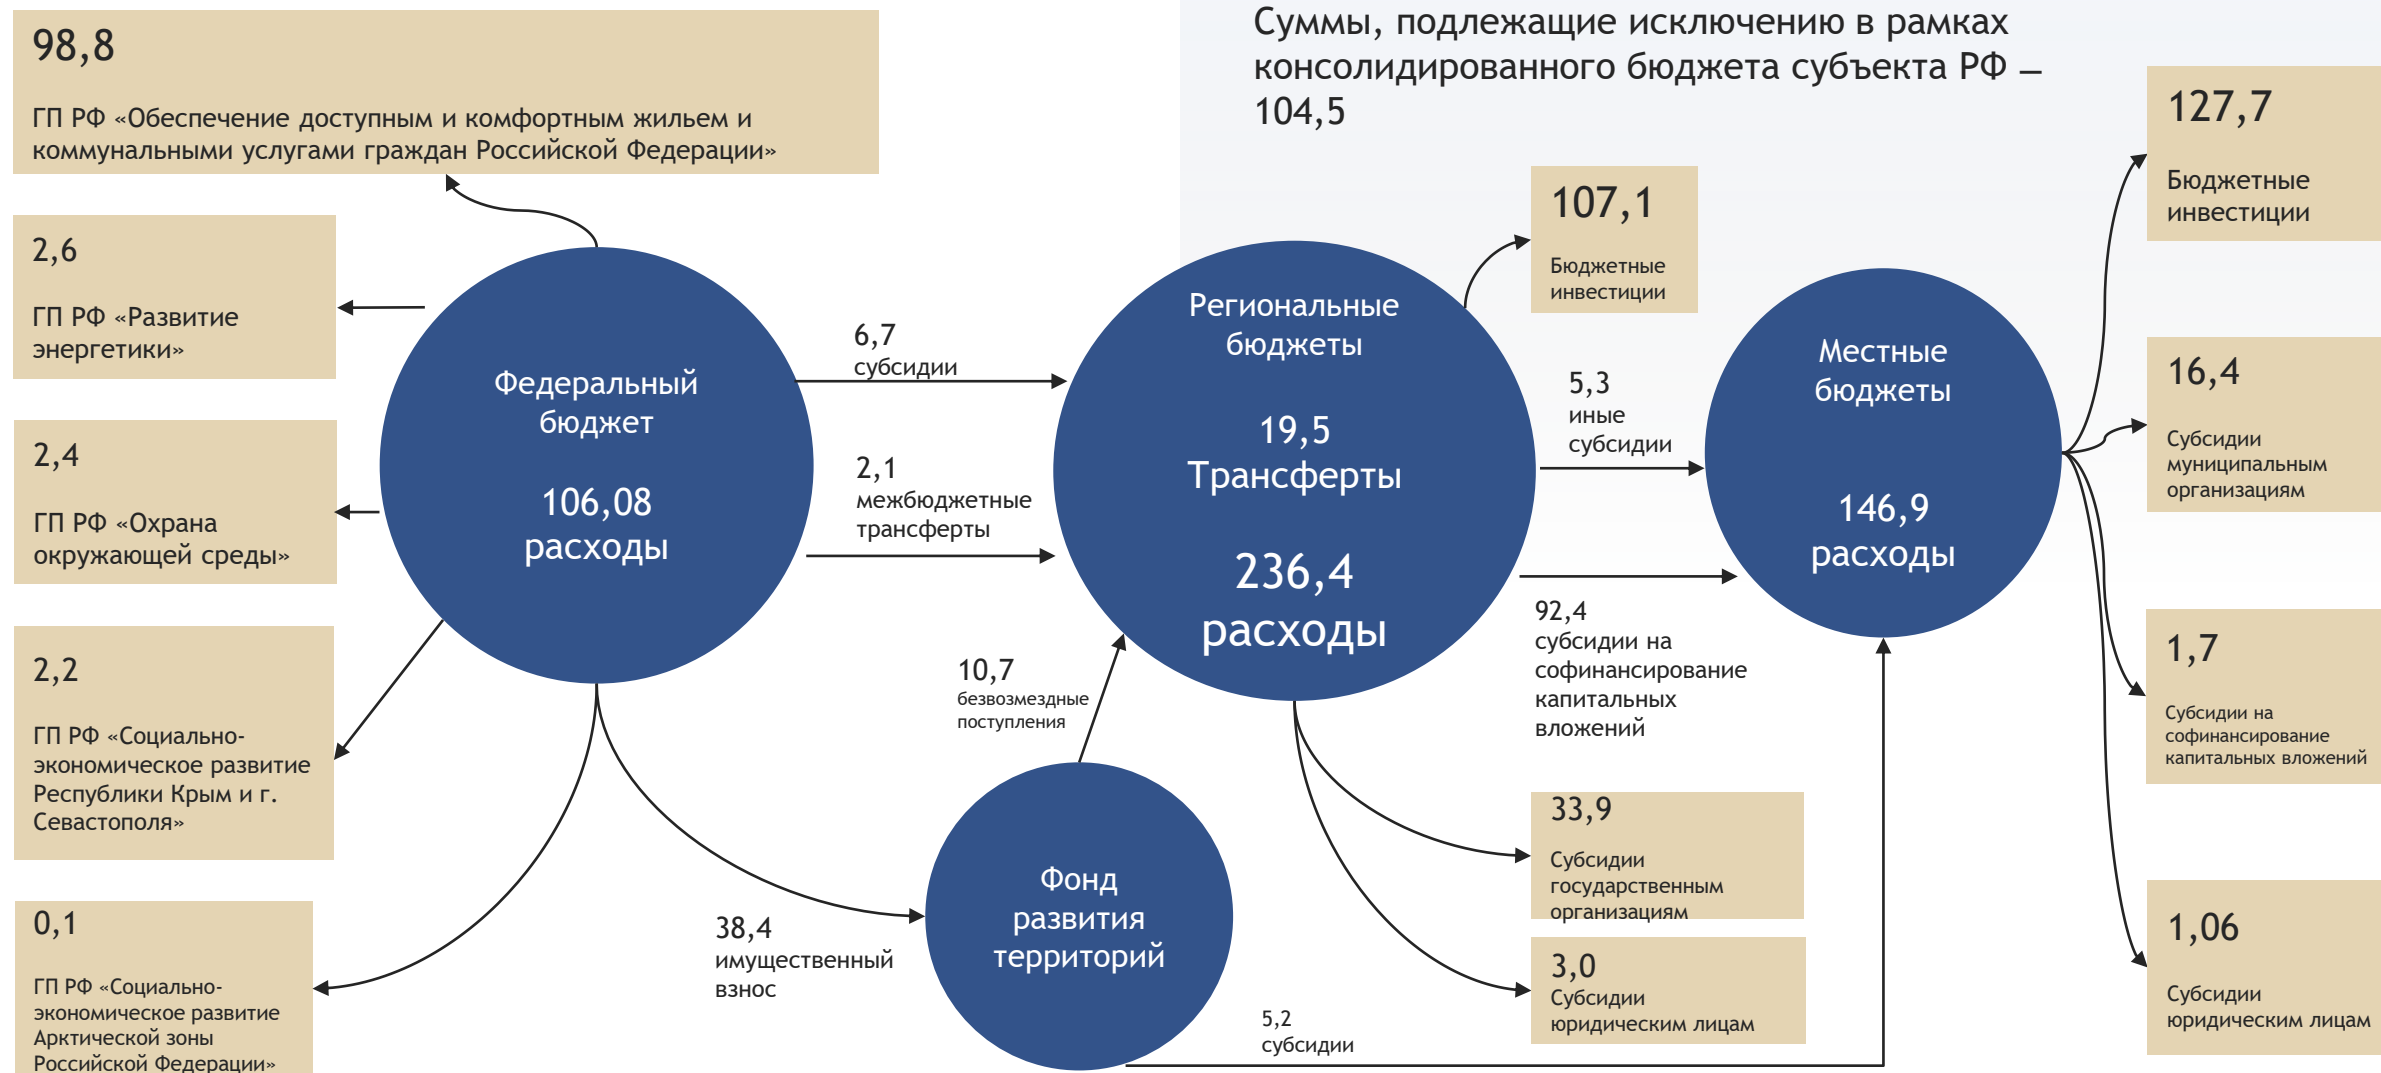 98,8
ГП РФ «Обеспечение доступным и комфортным жильем и
коммунальными услугами граждан Российской Федерации»
2,6
ГП РФ «Развитие
энергетики»
2,4
ГП РФ «Охрана
окружающей среды»
2,2
ГП РФ «Социально-
экономическое развитие
Республики Крым и г.
Севастополя»
0,1
ГП РФ «Социально-
экономическое развитие
Арктической зоны
Российской Федерации»
Федеральный
бюджет
106,08
расходы
6,7
субсидии
2,1
межбюджетные
трансферты
10,7
безвозмездные
поступления
38,4
имущественный
взнос
Фонд
развития
территорий
5,2
субсидии
Суммы, подлежащие исключению в рамках
консолидированного бюджета субъекта РФ –
104,5
Региональные
бюджеты
19,5
Трансферты
236,4
расходы
107,1
Бюджетные
инвестиции
5,3
иные
субсидии
92,4
субсидии на
софинансирование
капитальных
вложений
33,9
Субсидии
государственным
организациям
3,0
Субсидии
юридическим лицам
Местные
бюджеты
146,9
расходы
127,7
Бюджетные
инвестиции
16,4
Субсидии
муниципальным
организациям
1,7
Субсидии на
софинансирование
капитальных вложений
1,06
Субсидии
юридическим лицам